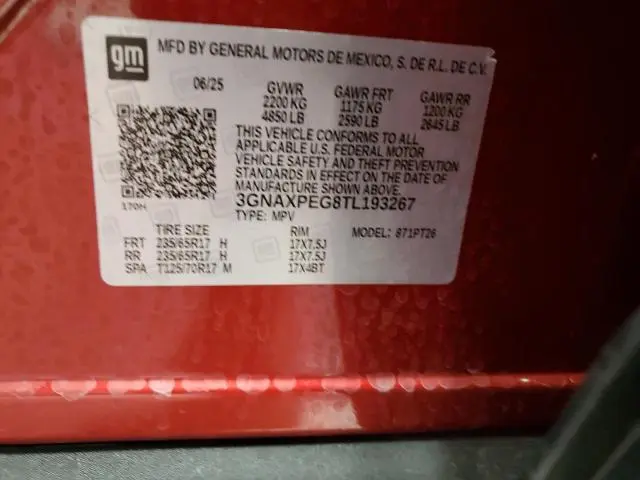 gm
MFD BY GENERAL MOTORS DE MEXICO, S. DE R.L. DE C.V.
06/25 GVWR GAWR FRT GAWR RR
2200 KG 1175 KG 1200 KG
4850 LB 2590 LB 2645 LB
THIS VEHICLE CONFORMS TO ALL
APPLICABLE U.S. FEDERAL MOTOR
VEHICLE SAFETY AND THEFT PREVENTION
STANDARDS IN EFFECT ON THE DATE OF
MANUFACTURE SHOWN ABOVE.
170H 3GNAXPEG8TL193267
TYPE: MPV MODEL: 871PT26
TIRE SIZE RIM
FRT 235/65R17 H 17X7.5J
RR 235/65R17 H 17X7.5J
SPA T125/70R17 M 17X4BT